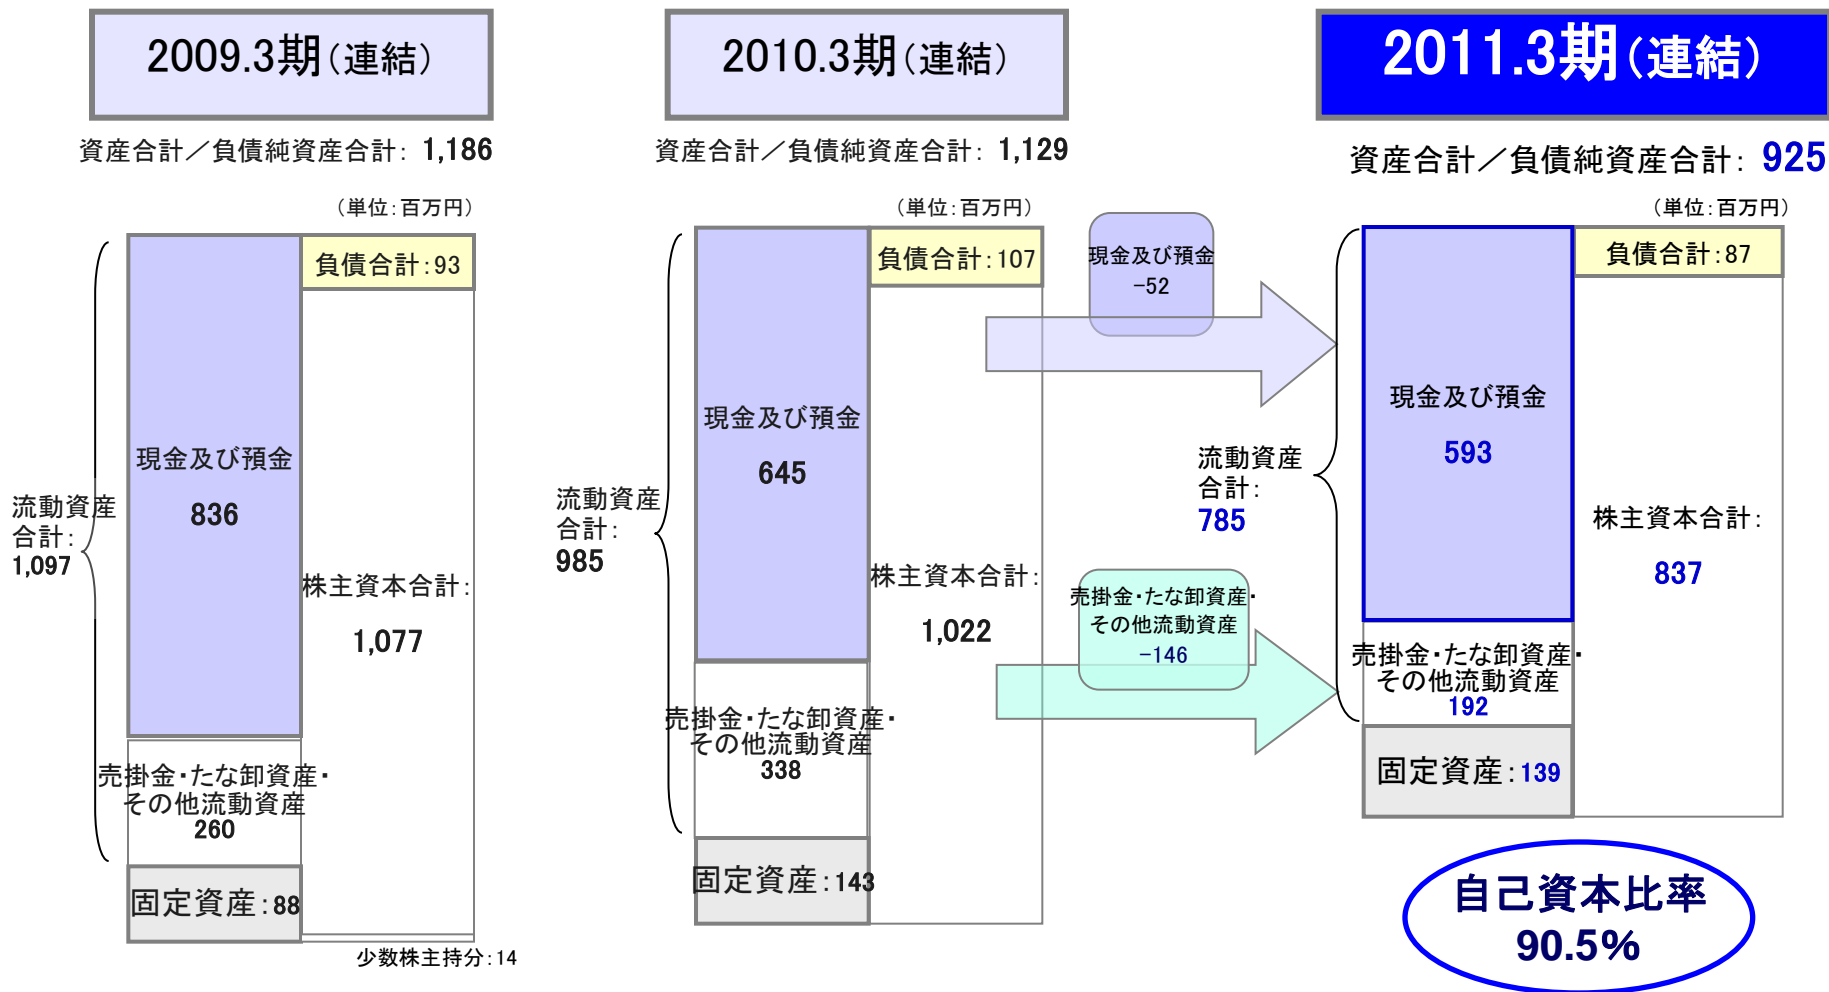 2009.3期（連結）
資産合計／負債純資産合計： 1,186
（単位：百万円）
負債合計：93
現金及び預金
836
流動資産
合計：
1,097
株主資本合計：
1,077
売掛金・たな卸資産・
その他流動資産
260
固定資産：88
少数株主持分：14
2010.3期（連結）
資産合計／負債純資産合計： 1,129
（単位：百万円）
負債合計：107
現金及び預金
645
流動資産
合計：
985
株主資本合計：
1,022
売掛金・たな卸資産・
その他流動資産
338
固定資産：143
現金及び預金
−52
売掛金・たな卸資産・
その他流動資産
−146
2011.3期（連結）
資産合計／負債純資産合計： 925
（単位：百万円）
負債合計：87
現金及び預金
593
流動資産
合計：
785
株主資本合計：
837
売掛金・たな卸資産・
その他流動資産
192
固定資産：139
自己資本比率
90.5%